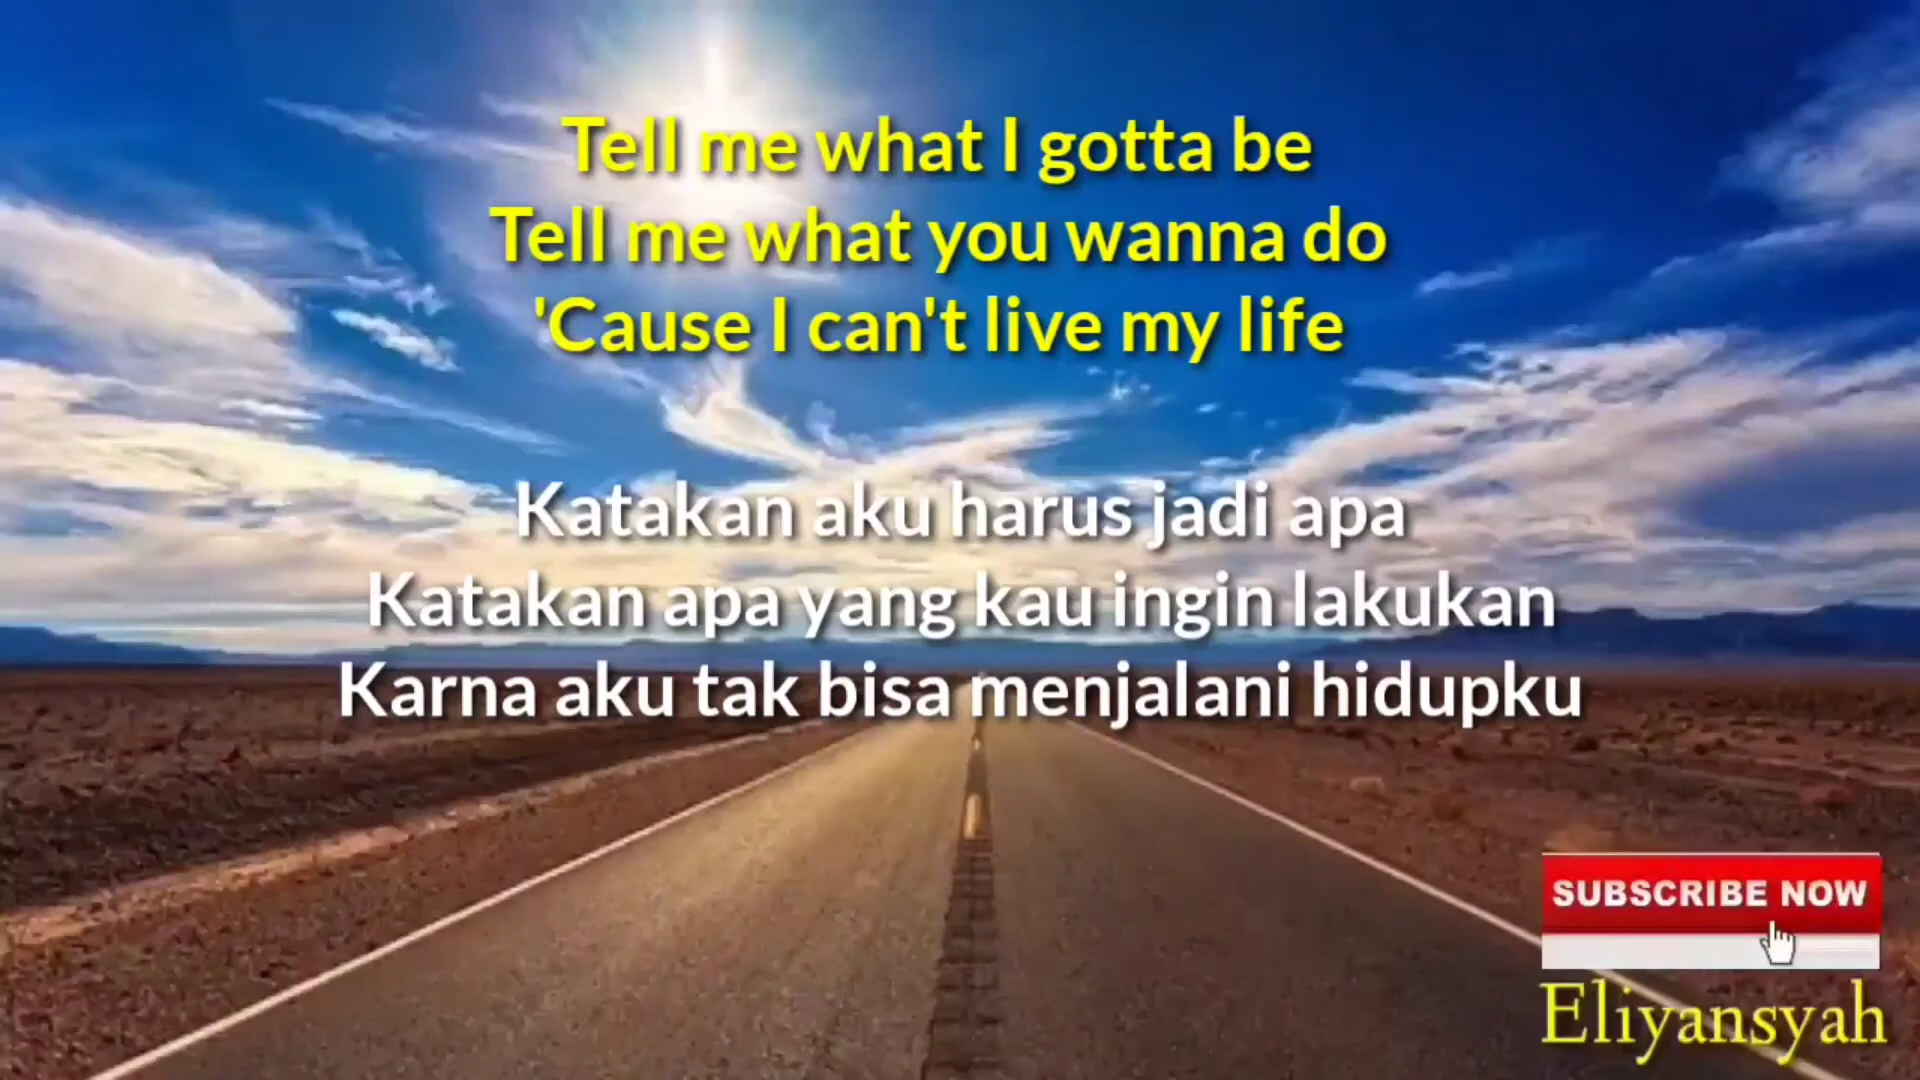 Tell me what I gotta be
Tell me what you wanna do
'Cause I can't live my life
Katakan aku harus jadi apa
Katakan apa yang kau ingin lakukan
Karna aku tak bisa menjalani hidupku
SUBSCRIBE NOW
Eliyansyah